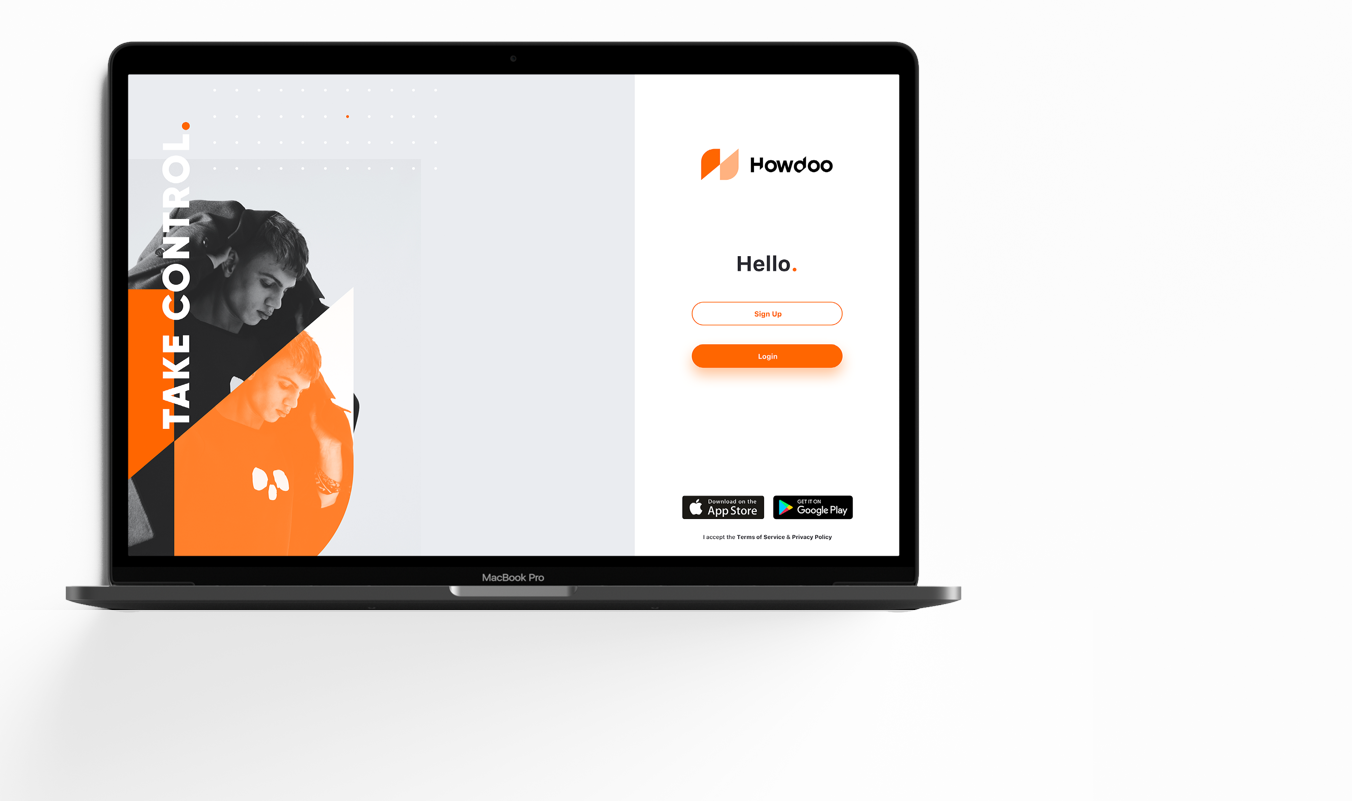 TAKE CONTROL.
Howdoo
Hello.
Sign Up
Login
Download on the
App Store
GET IT ON
Google Play
I accept the Terms of Service & Privacy Policy
MacBook Pro